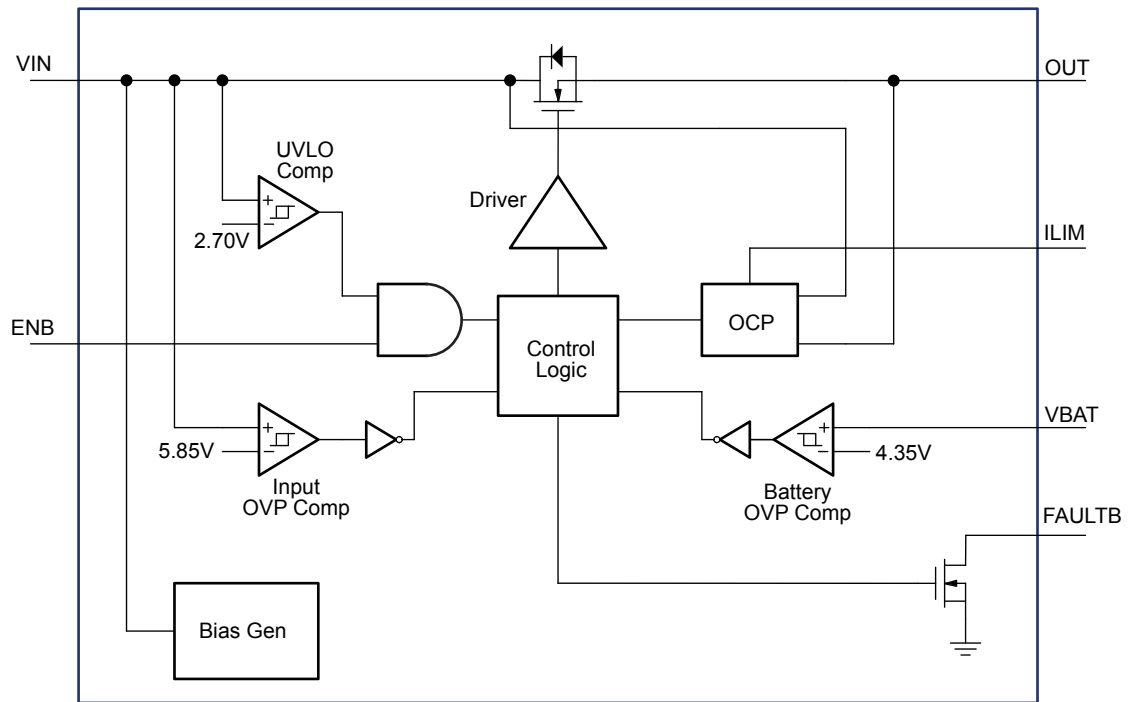 VIN
OUT
UVLO
Comp
+
−
2.70V
Driver
ILIM
ENB
Control
Logic
OCP
+
−
5.85V
Input
OVP Comp
VBAT
+
−
4.35V
Battery
OVP Comp
FAULTB
Bias Gen